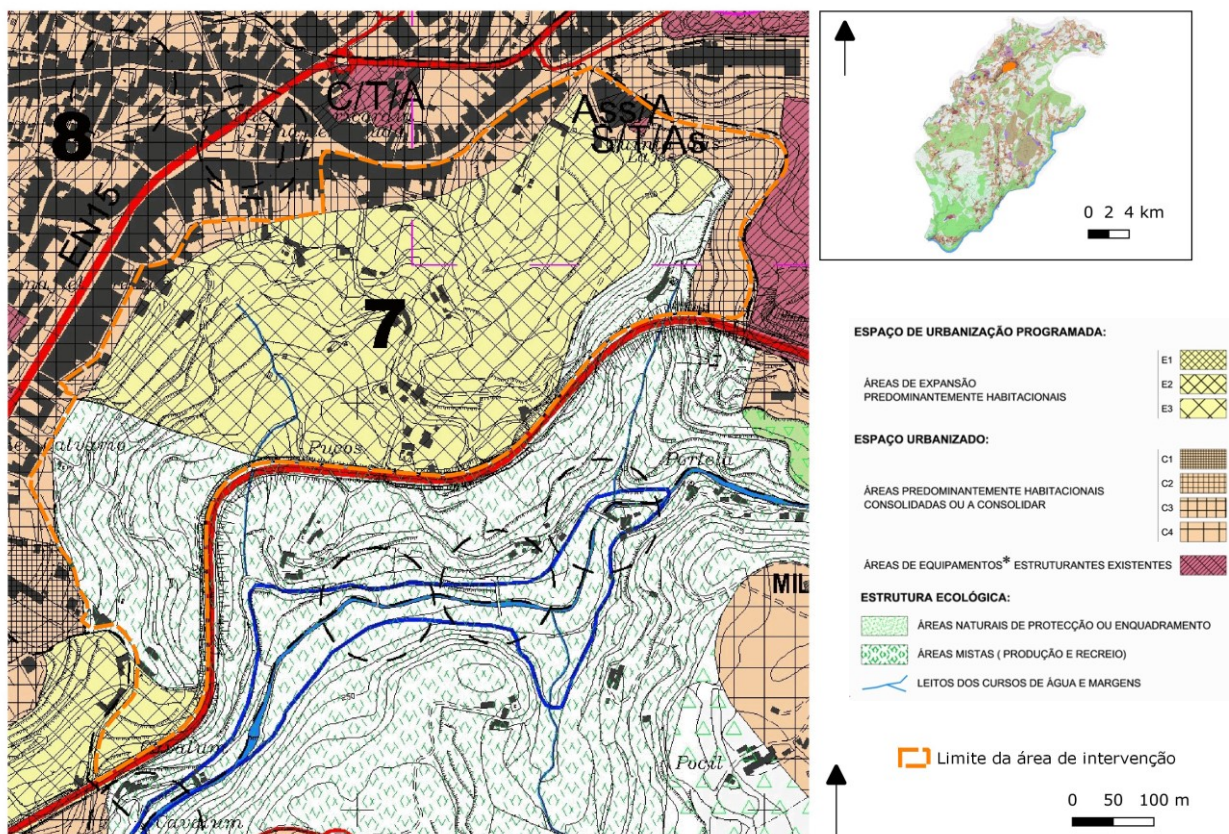 C/T/A
Ass/A
S/T/As
8
EN15
7
Puços
Calvario
Portela
MIL
Cavalum
Pocil
Cavalum
0 2 4 km
ESPAÇO DE URBANIZAÇÃO PROGRAMADA:
ÁREAS DE EXPANSÃO
PREDOMINANTEMENTE HABITACIONAIS
E1
E2
E3
ESPAÇO URBANIZADO:
ÁREAS PREDOMINANTEMENTE HABITACIONAIS
CONSOLIDADAS OU A CONSOLIDAR
C1
C2
C3
C4
ÁREAS DE EQUIPAMENTOS* ESTRUTURANTES EXISTENTES
ESTRUTURA ECOLÓGICA:
ÁREAS NATURAIS DE PROTECÇÃO OU ENQUADRAMENTO
ÁREAS MISTAS ( PRODUÇÃO E RECREIO)
LEITOS DOS CURSOS DE ÁGUA E MARGENS
Limite da área de intervenção
0 50 100 m